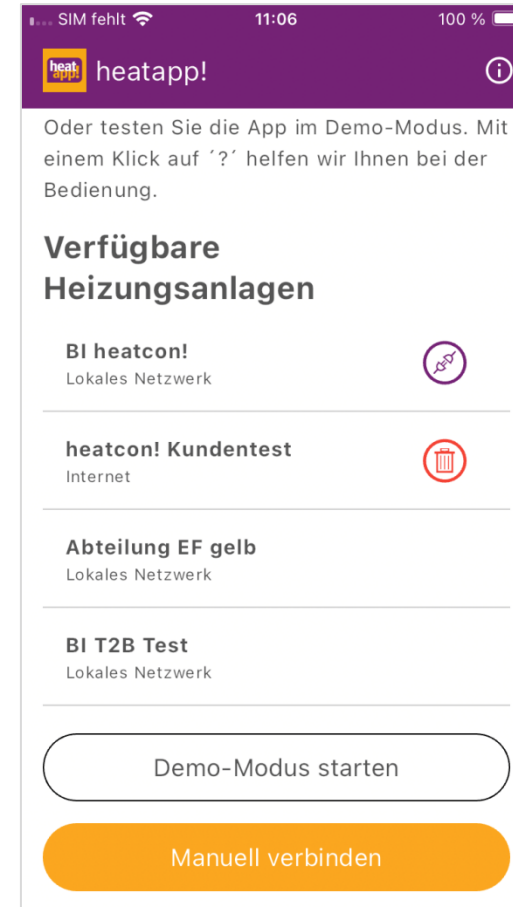 SIM fehlt 11:06 100 %
heat
app! heatapp!
Oder testen Sie die App im Demo-Modus. Mit
einem Klick auf ´?´ helfen wir Ihnen bei der
Bedienung.
Verfügbare
Heizungsanlagen
BI heatcon!
Lokales Netzwerk
heatcon! Kundentest
Internet
Abteilung EF gelb
Lokales Netzwerk
BI T2B Test
Lokales Netzwerk
Demo-Modus starten
Manuell verbinden